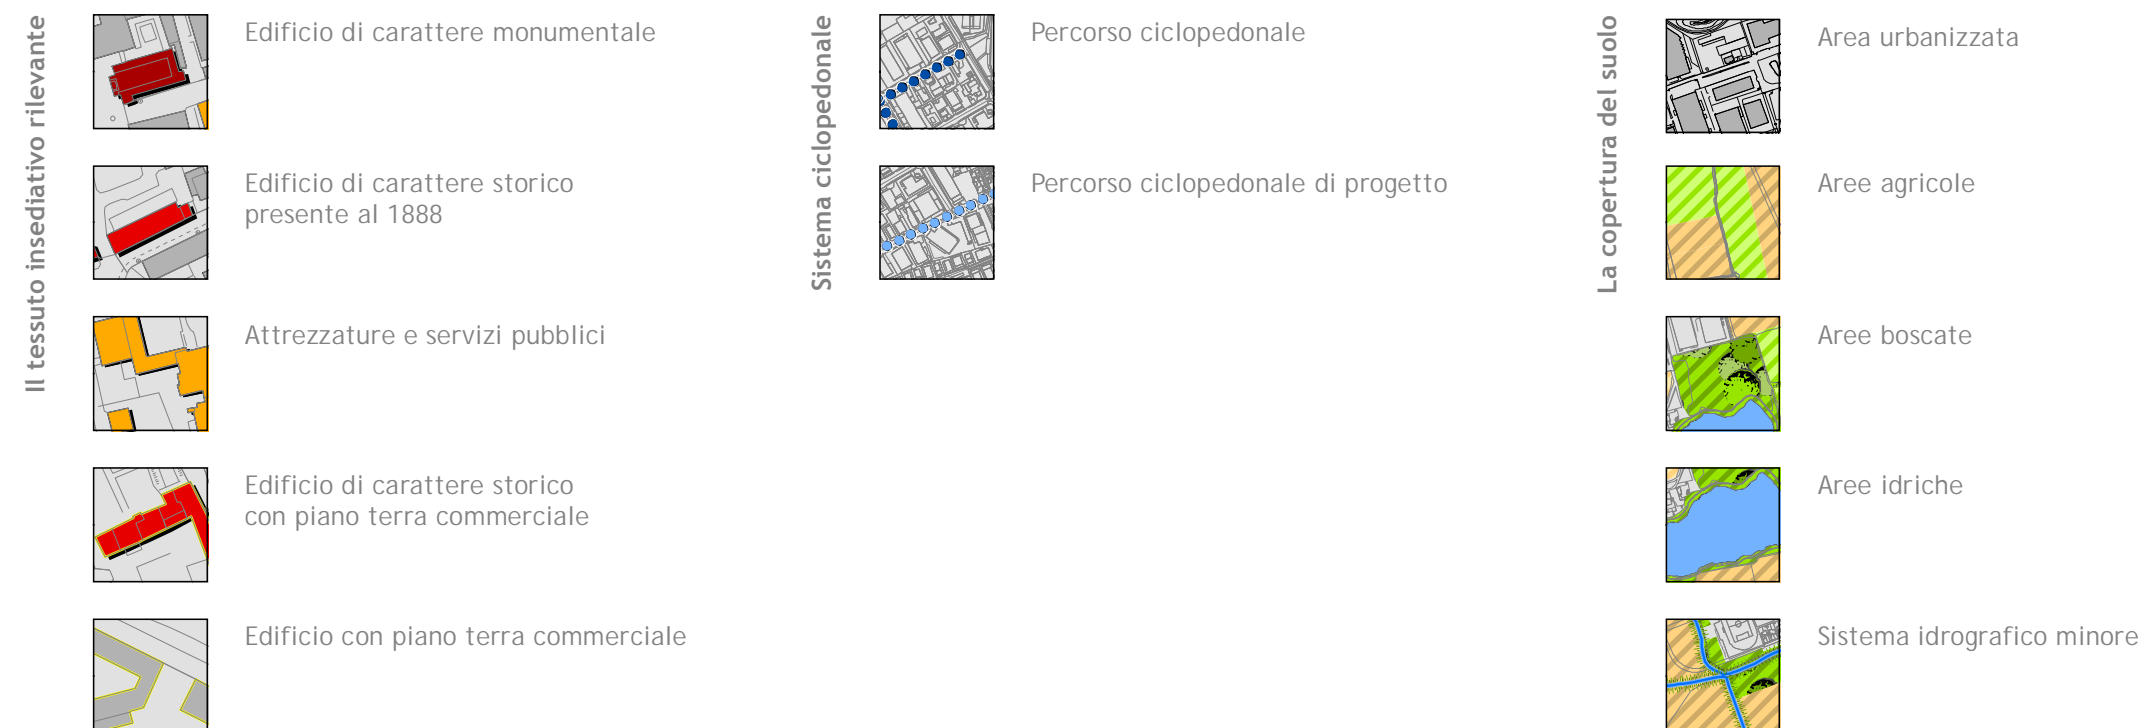 Il tessuto insediativo rilevante
Edificio di carattere monumentale
Edificio di carattere storico
presente al 1888
Attrezzature e servizi pubblici
Edificio di carattere storico
con piano terra commerciale
Edificio con piano terra commerciale
Sistema ciclopedonale
Percorso ciclopedonale
Percorso ciclopedonale di progetto
La copertura del suolo
Area urbanizzata
Aree agricole
Aree boscate
Aree idriche
Sistema idrografico minore